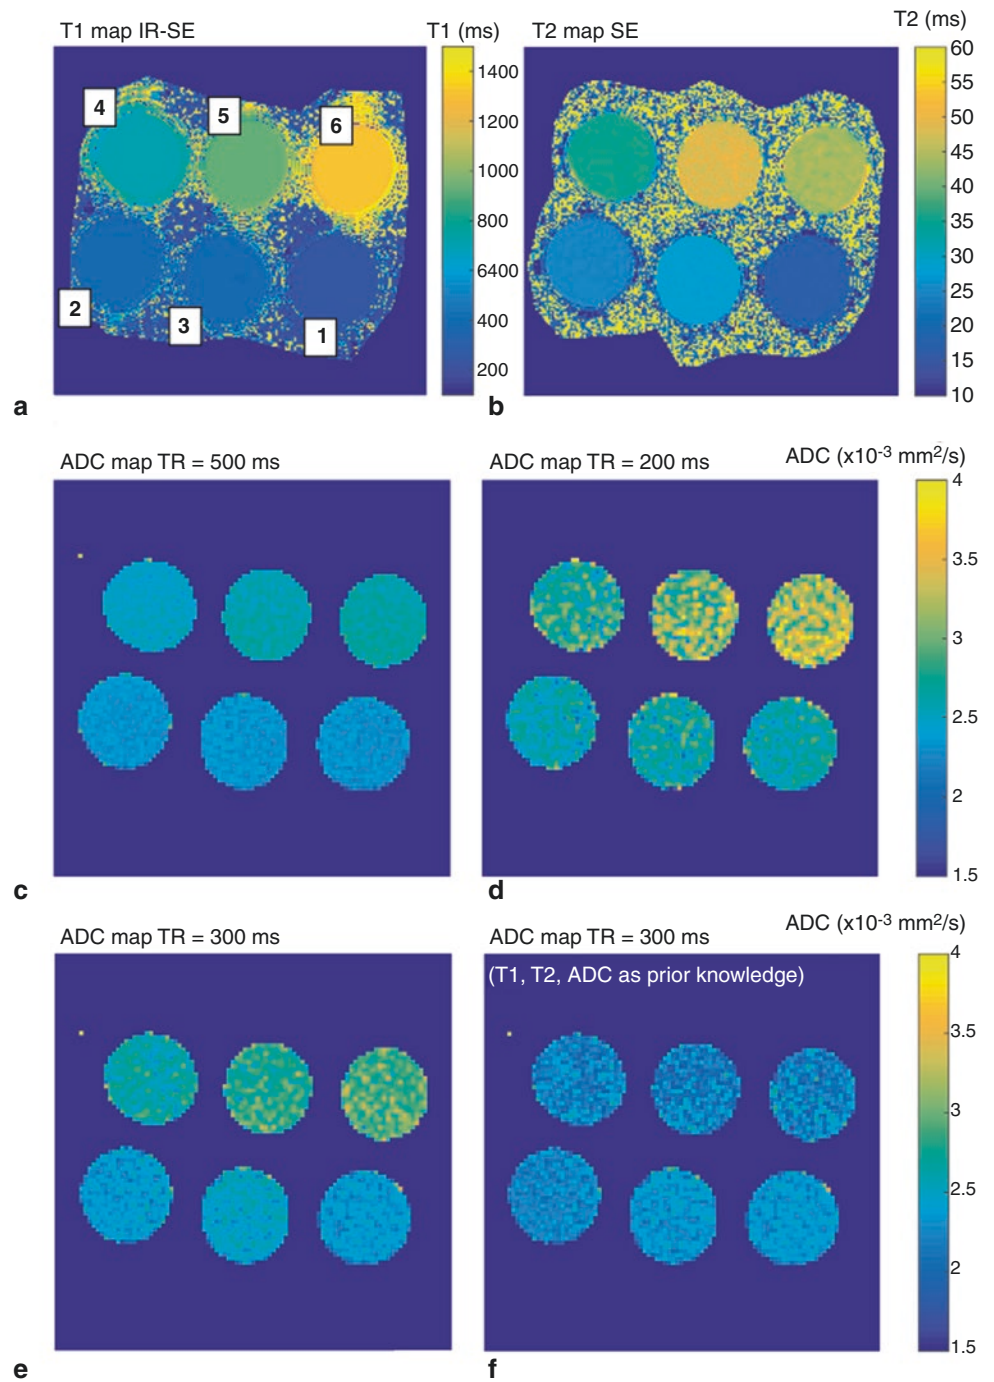 T1 map IR-SE
T1 (ms)
1400
1200
1000
800
6400
400
200
4
5
6
2
3
1
a
T2 map SE
T2 (ms)
60
55
50
45
40
35
30
25
20
15
10
b
ADC map TR = 500 ms
c
ADC map TR = 200 ms
ADC (x10-3 mm2/s)
4
3.5
3
2.5
2
1.5
d
ADC map TR = 300 ms
e
ADC map TR = 300 ms
(T1, T2, ADC as prior knowledge)
ADC (x10-3 mm2/s)
4
3.5
3
2.5
2
1.5
f